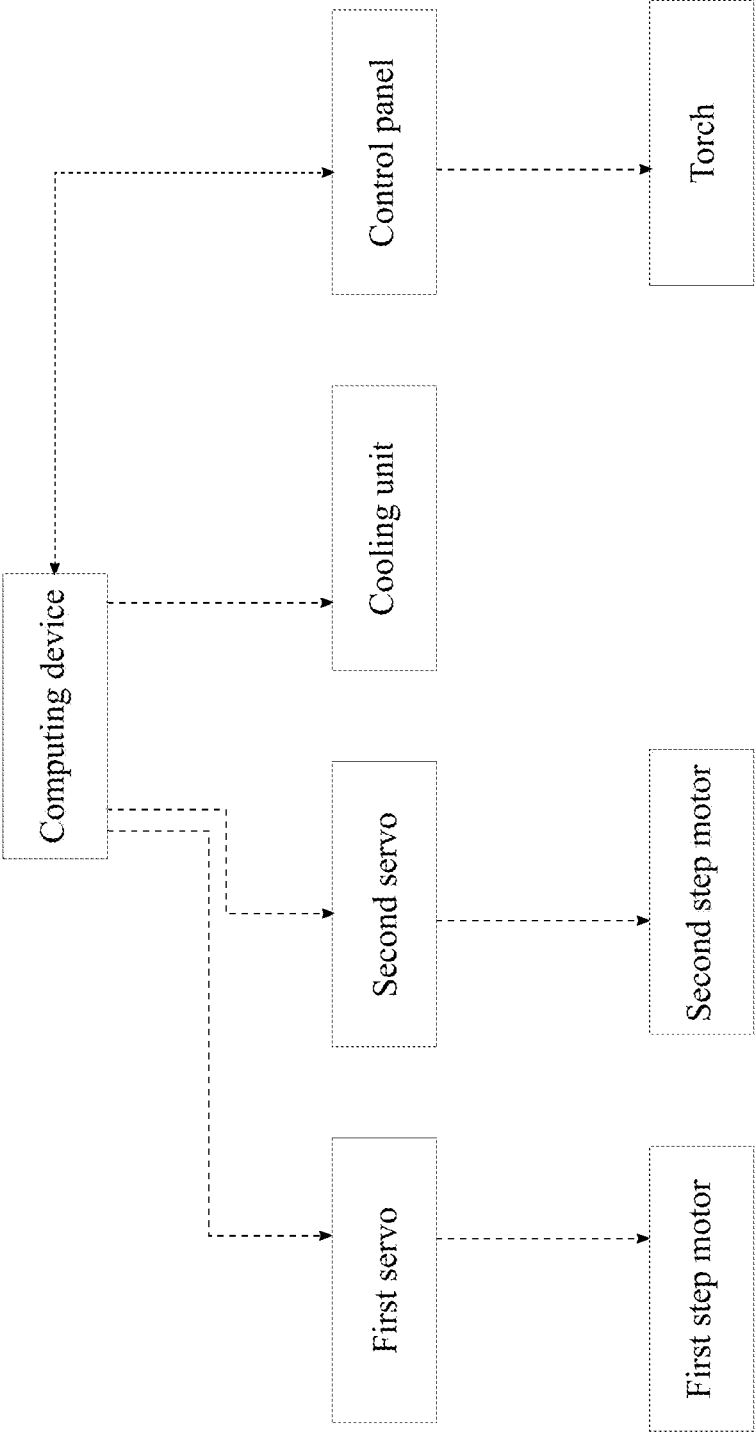 Computing device
First servo
Second servo
Cooling unit
Control panel
First step motor
Second step motor
Torch